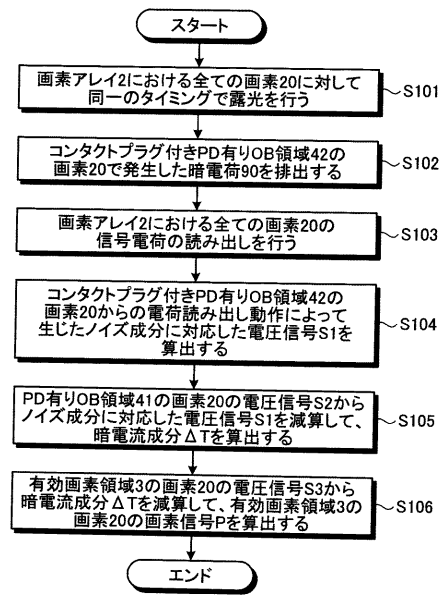 スタート
画素アレイ2における全ての画素20に対して
同一のタイミングで露光を行う
S101
コンタクトプラグ付きPD有りOB領域42の
画素20で発生した暗電荷90を排出する
S102
画素アレイ2における全ての画素20の
信号電荷の読み出しを行う
S103
コンタクトプラグ付きPD有りOB領域42の
画素20からの電荷読み出し動作によって
生じたノイズ成分に対応した電圧信号S1を
算出する
S104
PD有りOB領域41の画素20の電圧信号S2から
ノイズ成分に対応した電圧信号S1を減算して、
暗電流成分ΔTを算出する
S105
有効画素領域3の画素20の電圧信号S3から
暗電流成分ΔTを減算して、有効画素領域3の
画素20の画素信号Pを算出する
S106
エンド